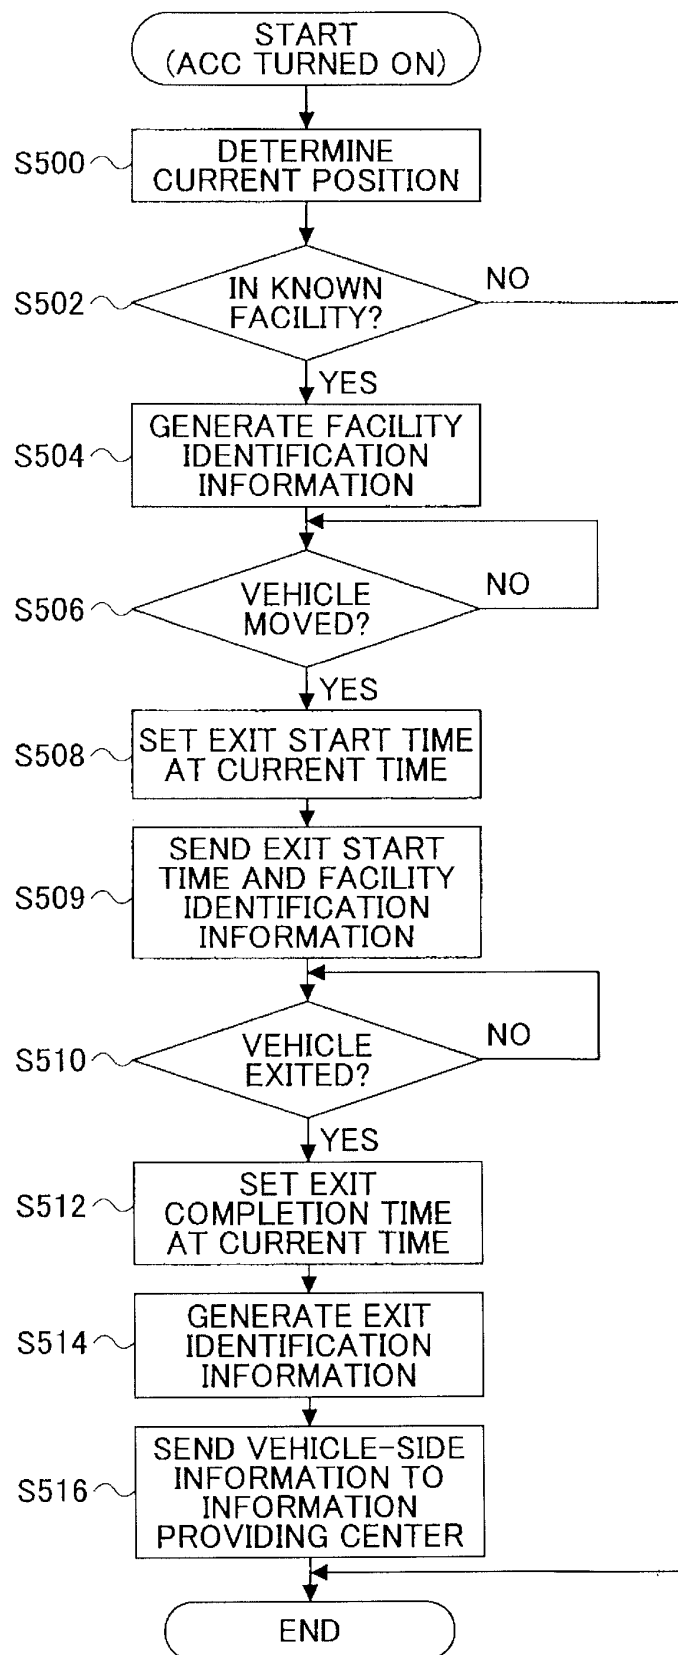 START
(ACC TURNED ON)
S500
DETERMINE
CURRENT POSITION
S502
IN KNOWN
FACILITY?
NO
YES
S504
GENERATE FACILITY
IDENTIFICATION
INFORMATION
S506
VEHICLE
MOVED?
NO
YES
S508
SET EXIT START TIME
AT CURRENT TIME
S509
SEND EXIT START
TIME AND FACILITY
IDENTIFICATION
INFORMATION
S510
VEHICLE
EXITED?
NO
YES
S512
SET EXIT
COMPLETION TIME
AT CURRENT TIME
S514
GENERATE EXIT
IDENTIFICATION
INFORMATION
S516
SEND VEHICLE-SIDE
INFORMATION TO
INFORMATION
PROVIDING CENTER
END